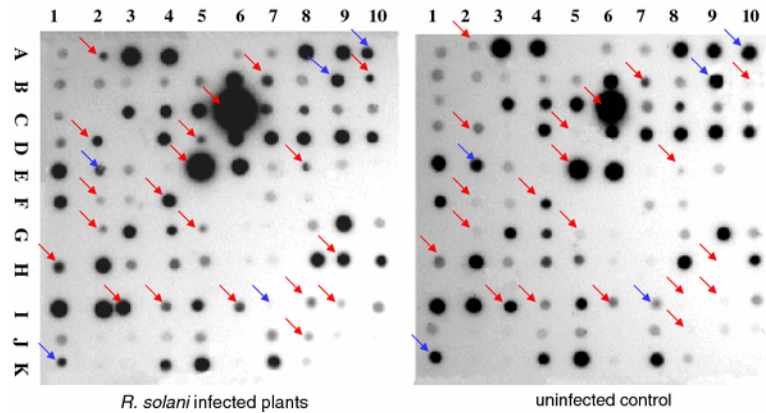 1 2 3 4 5 6 7 8 9 10 1 2 3 4 5 6 7 8 9 10
A
B
C
D
E
F
G
H
I
J
K
R. solani infected plants uninfected control